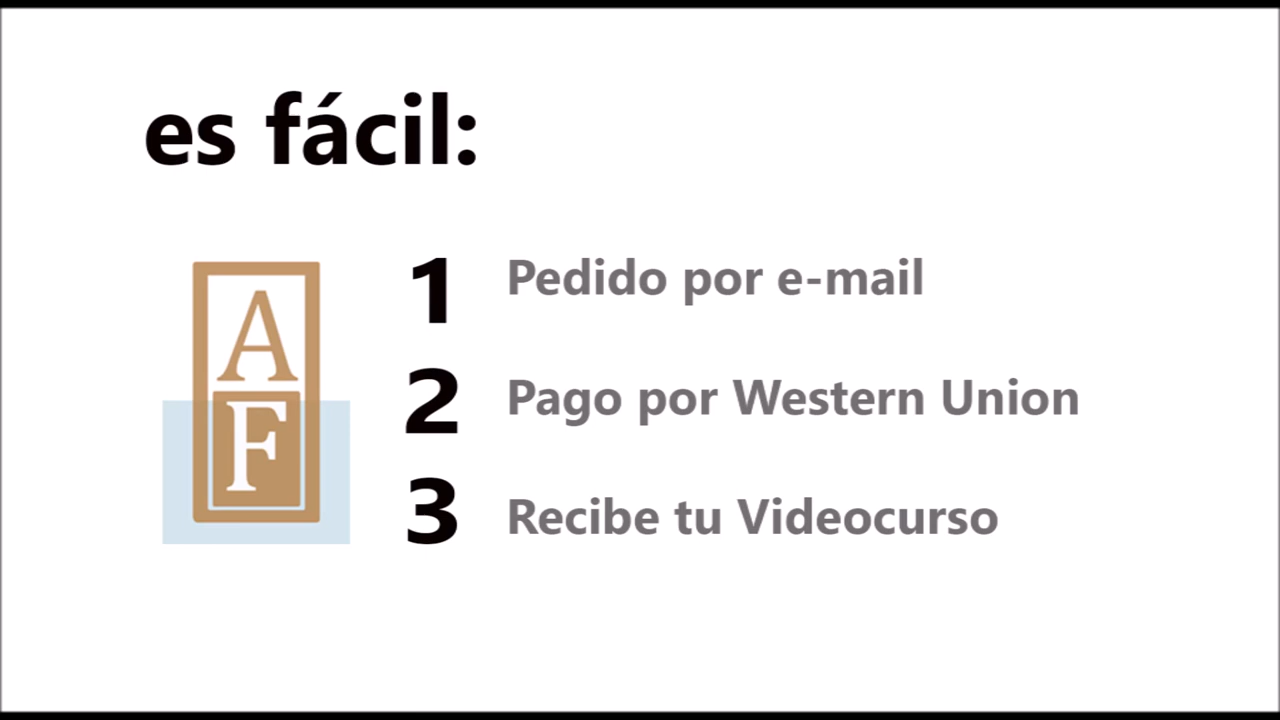 es fácil:
A
F
1 Pedido por e-mail
2 Pago por Western Union
3 Recibe tu Videocurso